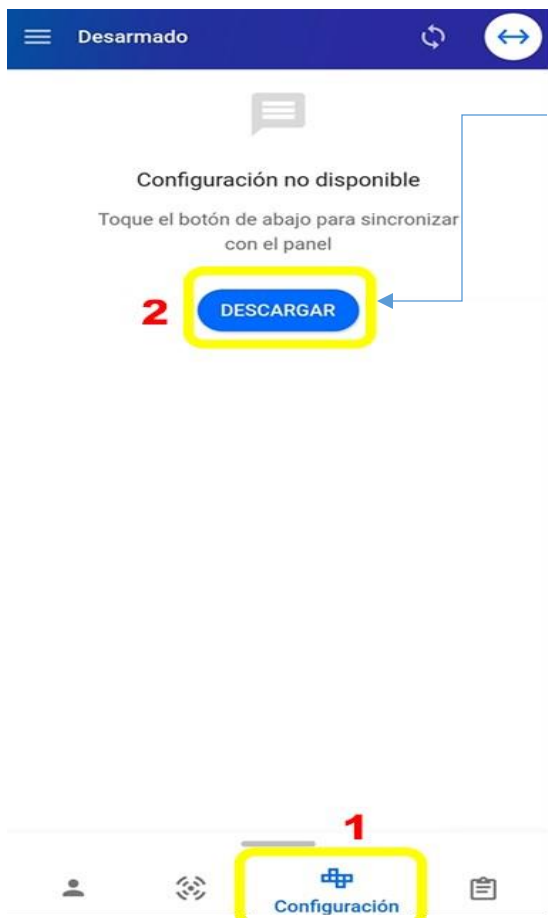 Desarmado
Configuración no disponible
Toque el botón de abajo para sincronizar
con el panel
2
DESCARGAR
1
Configuración